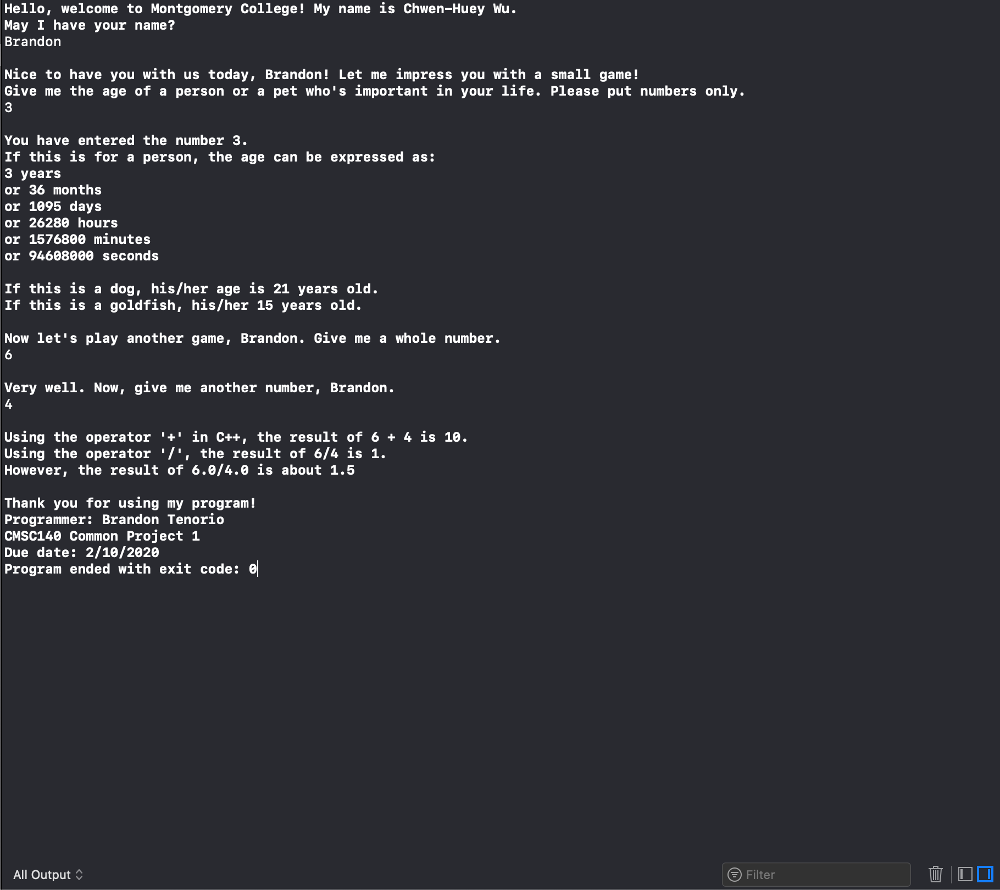 Hello, welcome to Montgomery College! My name is Chwen-Huey Wu.
May I have your name?
Brandon
Nice to have you with us today, Brandon! Let me impress you with a small game!
Give me the age of a person or a pet who's important in your life. Please put numbers only.
3
You have entered the number 3.
If this is for a person, the age can be expressed as:
3 years
or 36 months
or 1095 days
or 26280 hours
or 1576800 minutes
or 94608000 seconds
If this is a dog, his/her age is 21 years old.
If this is a goldfish, his/her 15 years old.
Now let's play another game, Brandon. Give me a whole number.
6
Very well. Now, give me another number, Brandon.
4
Using the operator '+' in C++, the result of 6 + 4 is 10.
Using the operator '/', the result of 6/4 is 1.
However, the result of 6.0/4.0 is about 1.5
Thank you for using my program!
Programmer: Brandon Tenorio
CMSC140 Common Project 1
Due date: 2/10/2020
Program ended with exit code: 0
All Output
Filter